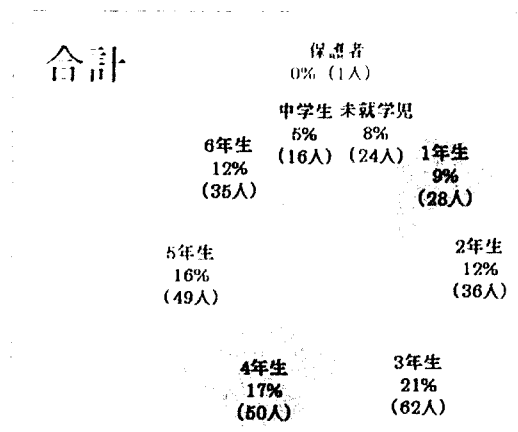 合計
保護者
0% (1人)
中学生
5%
(16人)
未就学児
8%
(24人)
1年生
9%
(28人)
2年生
12%
(36人)
3年生
21%
(62人)
4年生
17%
(50人)
5年生
16%
(49人)
6年生
12%
(35人)